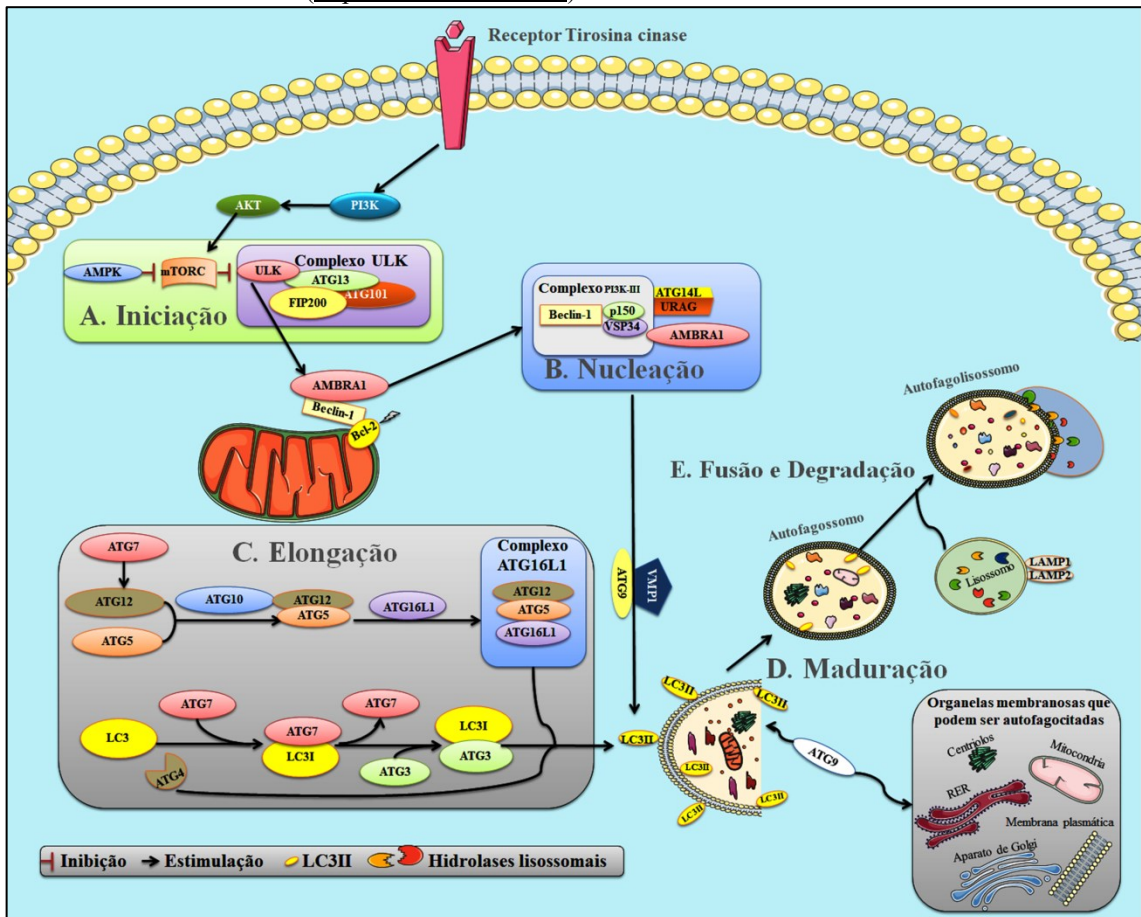 Receptor Tirosina cinase
AKT
PI3K
AMPK
mTORC
Complexo ULK
ULK
ATG13
FIP200
ATG101
A. Iniciação
Complexo PI3K-III
Beclin-1
p150
VSP34
ATG14L
URAG
AMBRA1
B. Nucleação
AMBRA1
Beclin-1
Bcl-2
Autofagolisossomo
E. Fusão e Degradação
Autofagossomo
Lisossomo
LAMP1
LAMP2
C. Elongação
ATG7
ATG12
ATG5
ATG10
ATG12
ATG5
ATG16L1
Complexo
ATG16L1
ATG12
ATG5
ATG16L1
ATG9
VMP1
D. Maduração
LC3
ATG7
ATG7
LC3I
ATG7
ATG3
LC3I
ATG3
ATG4
LC3II
LC3II
LC3II
LC3II
LC3II
LC3II
ATG9
Organelas membranosas que
podem ser autofagocitadas
Centríolos
Mitocondria
RER
Membrana plasmática
Aparato de Golgi
Inibição
Estimulação
LC3II
Hidrolases lisossomais